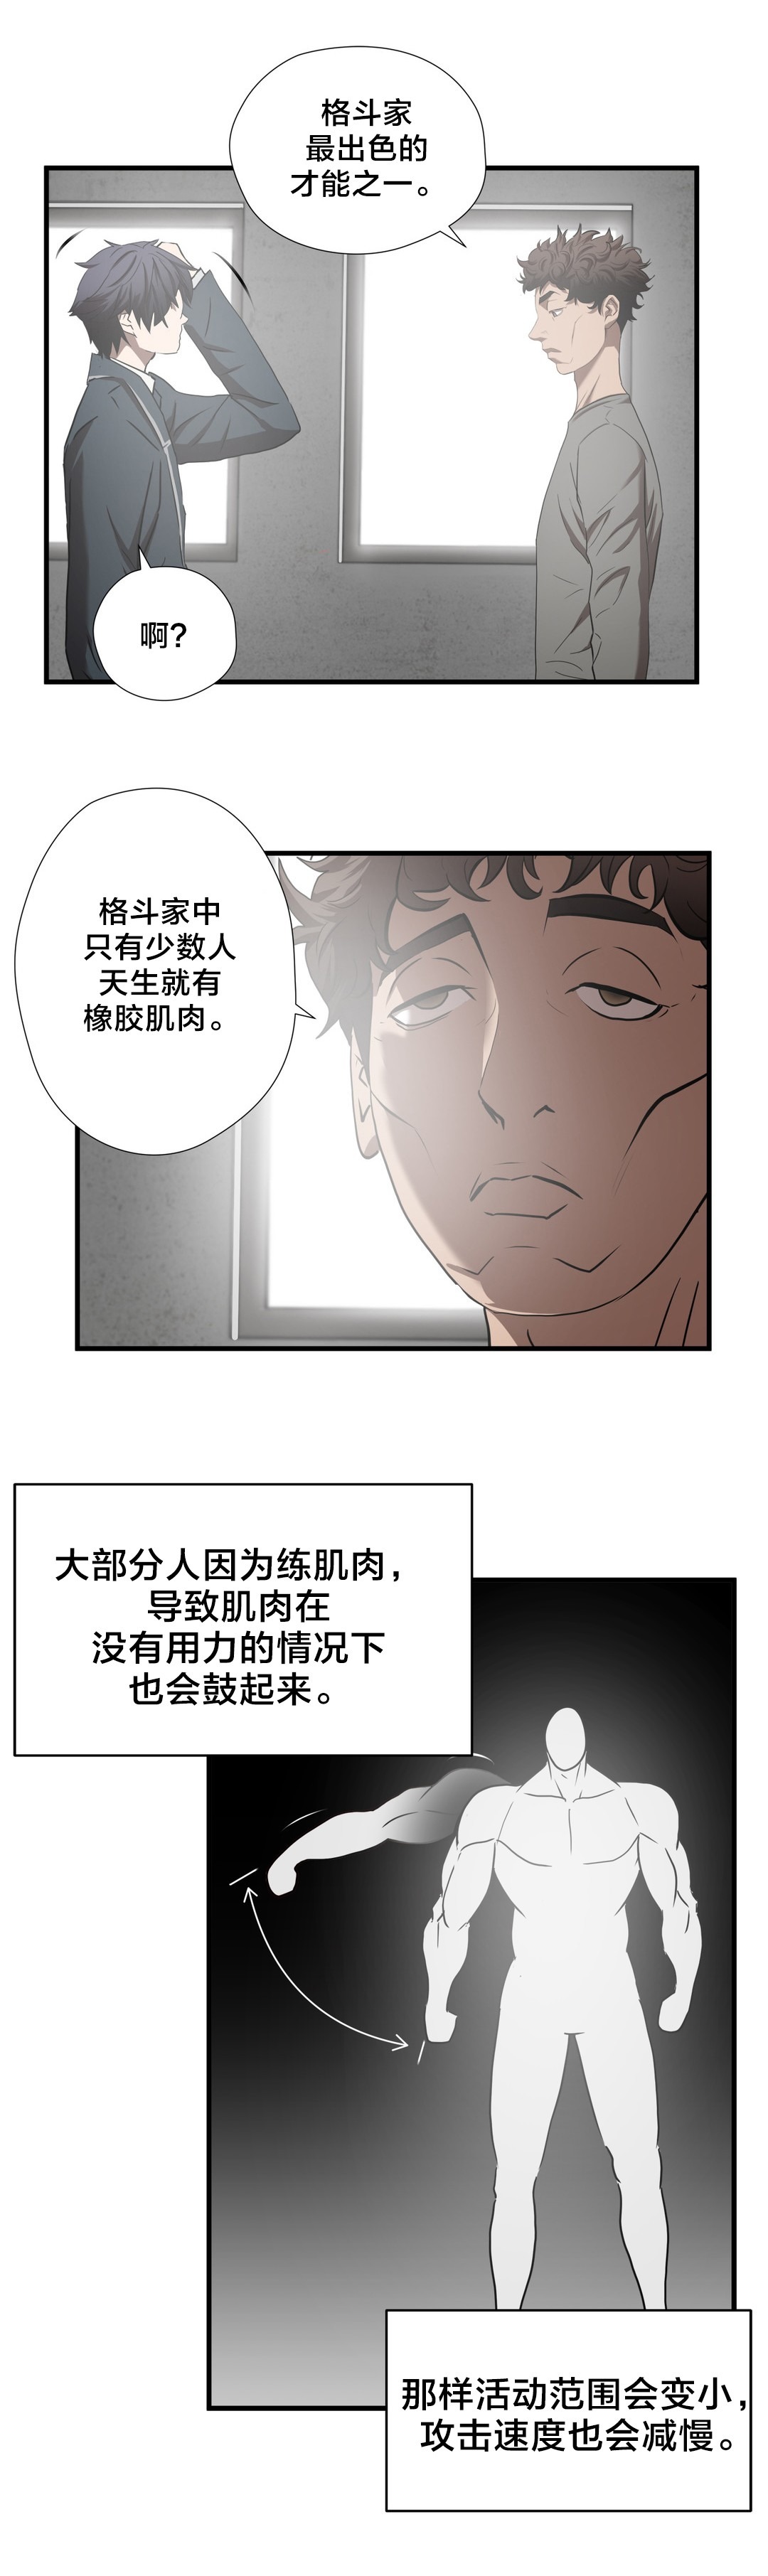 格斗家
最出色的
才能之一。
啊?
格斗家中
只有少数人
天生就有
橡胶肌肉。
大部分人因为练肌肉，
导致肌肉在
没有用力的情况下
也会鼓起来。
那样活动范围会变小，
攻击速度也会减慢。